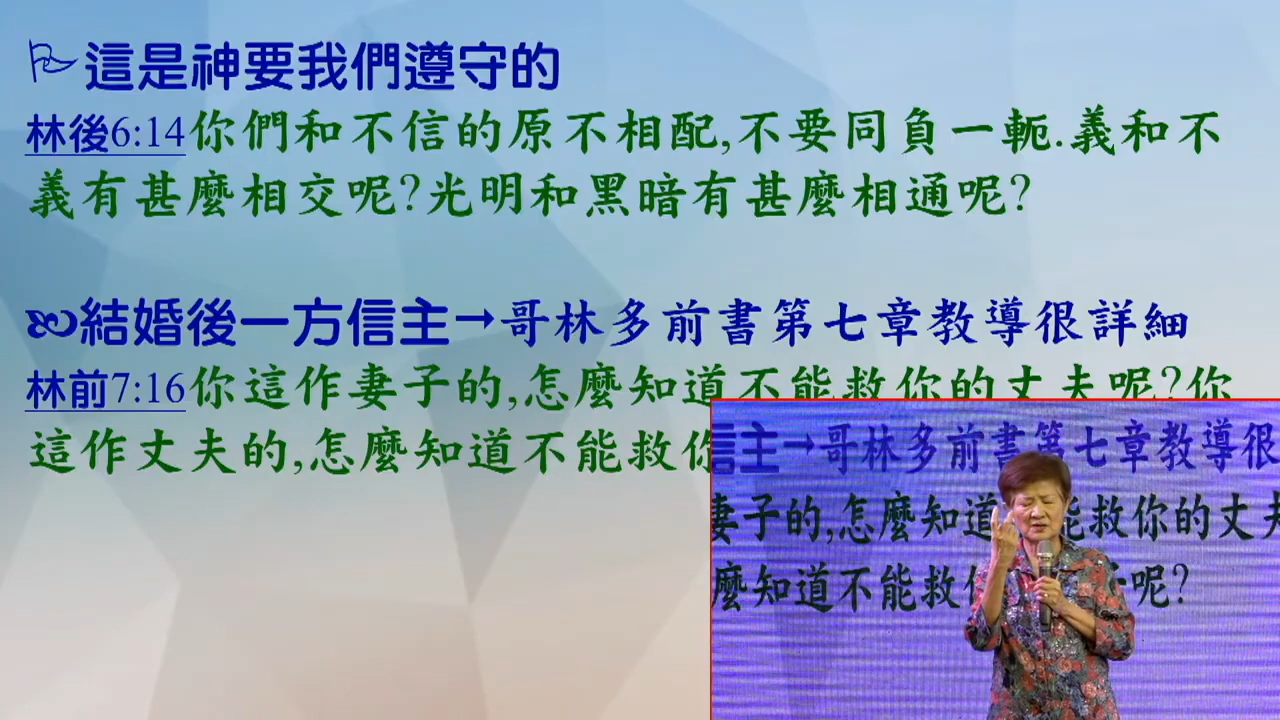 這是神要我們遵守的
林後6:14你們和不信的原不相配,不要同負一軛.義和不
義有甚麼相交呢?光明和黑暗有甚麼相通呢?
結婚後一方信主→哥林多前書第七章教導很詳細
林前7:16你這作妻子的,怎麼知道不能救你的丈夫呢?你
這作丈夫的,怎麼知道不能救你
信主→哥林多前書第七章教導很
妻子的,怎麼知道 能救你的丈夫
麼知道不能救 呢?